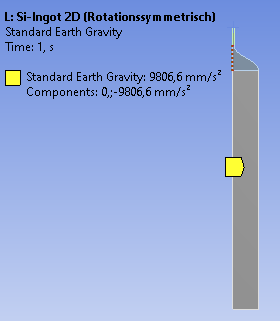 L: Si-Ingot 2D (Rotationssymmetrisch)
Standard Earth Gravity
Time: 1, s
Standard Earth Gravity: 9806,6 mm/s²
Components: 0,;-9806,6 mm/s²